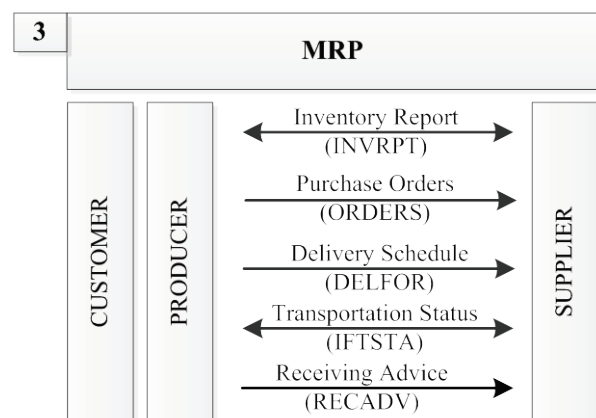 3
MRP
CUSTOMER
PRODUCER
Inventory Report
(INVRPT)
Purchase Orders
(ORDERS)
Delivery Schedule
(DELFOR)
Transportation Status
(IFTSTA)
Receiving Advice
(RECADV)
SUPPLIER